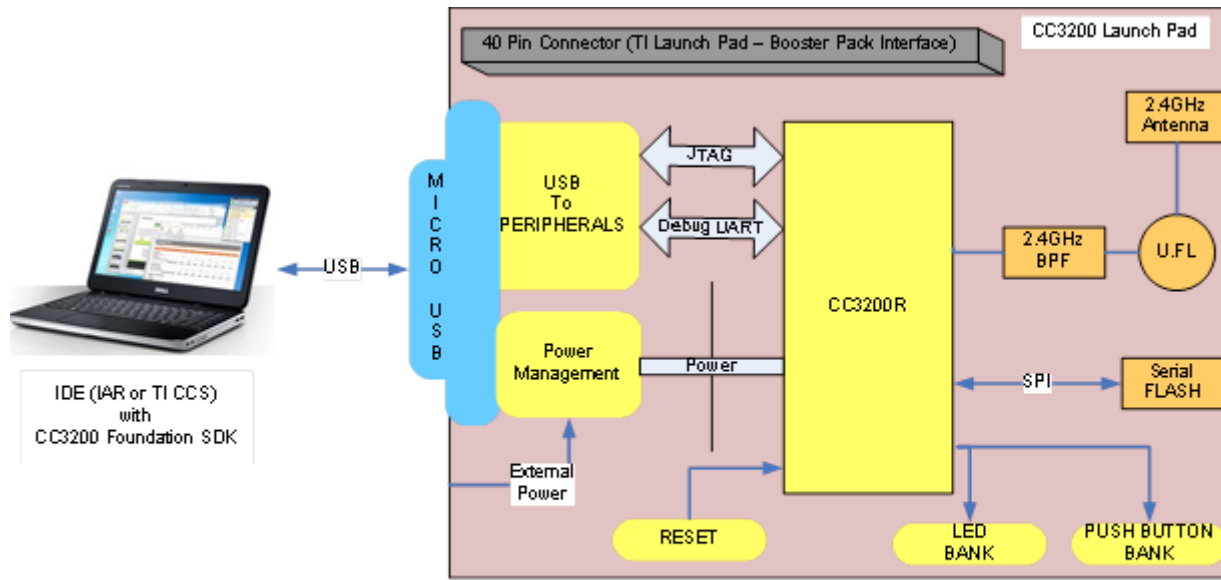 40 Pin Connector (TI Launch Pad – Booster Pack Interface)
CC3200 Launch Pad
2.4GHz
Antenna
MICRO USB
USB
To
PERIPHERALS
JTAG
Debug UART
CC3200R
2.4GHz
BPF
U.FL
USB
Power
Management
Power
SPI
Serial
FLASH
IDE (IAR or TI CCS)
with
CC3200 Foundation SDK
External
Power
RESET
LED
BANK
PUSH BUTTON
BANK